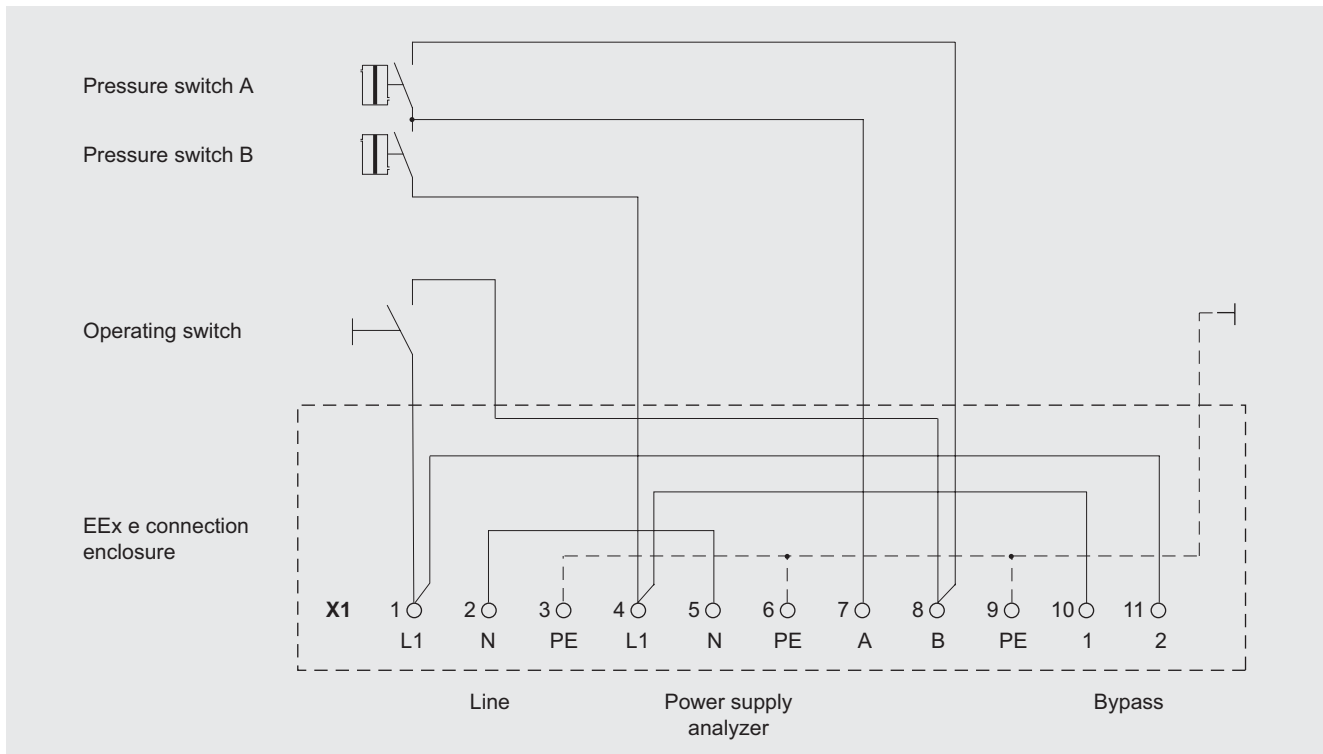 Pressure switch A
Pressure switch B
Operating switch
EEx e connection
enclosure
X1 1 2 3 4 5 6 7 8 9 10 11
L1 N PE L1 N PE A B PE 1 2
Line
Power supply
analyzer
Bypass